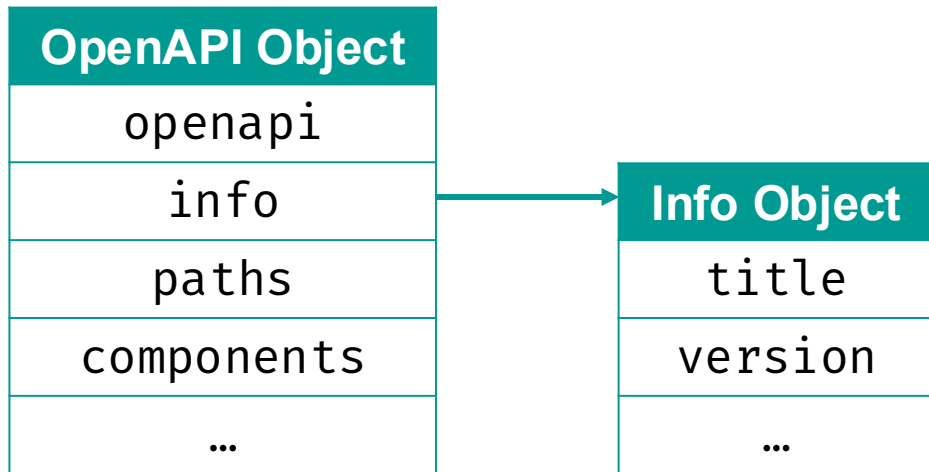 OpenAPI Object
openapi
info
paths
components
…
Info Object
title
version
…